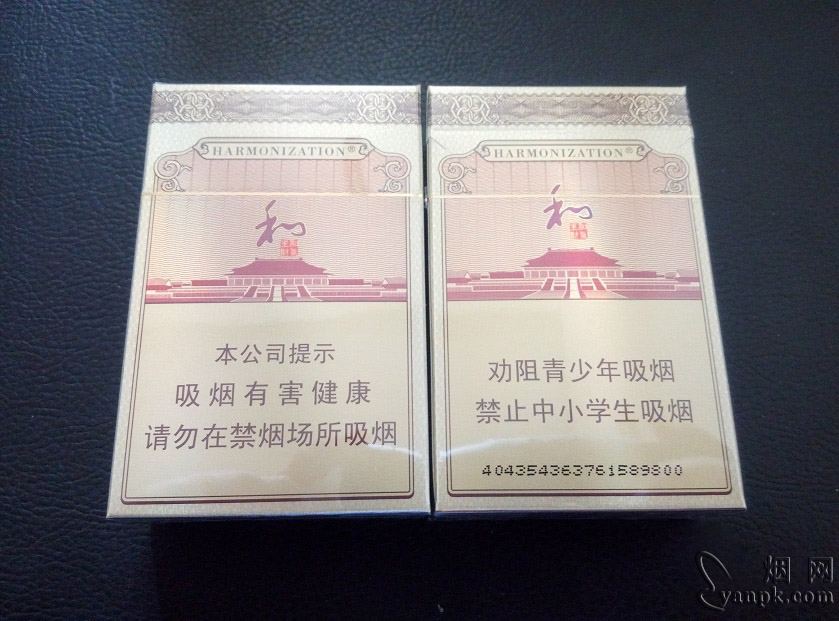 HARMONIZATION®
和
本公司提示
吸烟有害健康
请勿在禁烟场所吸烟
HARMONIZATION®
和
劝阻青少年吸烟
禁止中小学生吸烟
404354363761589800
烟网
yanpk.com